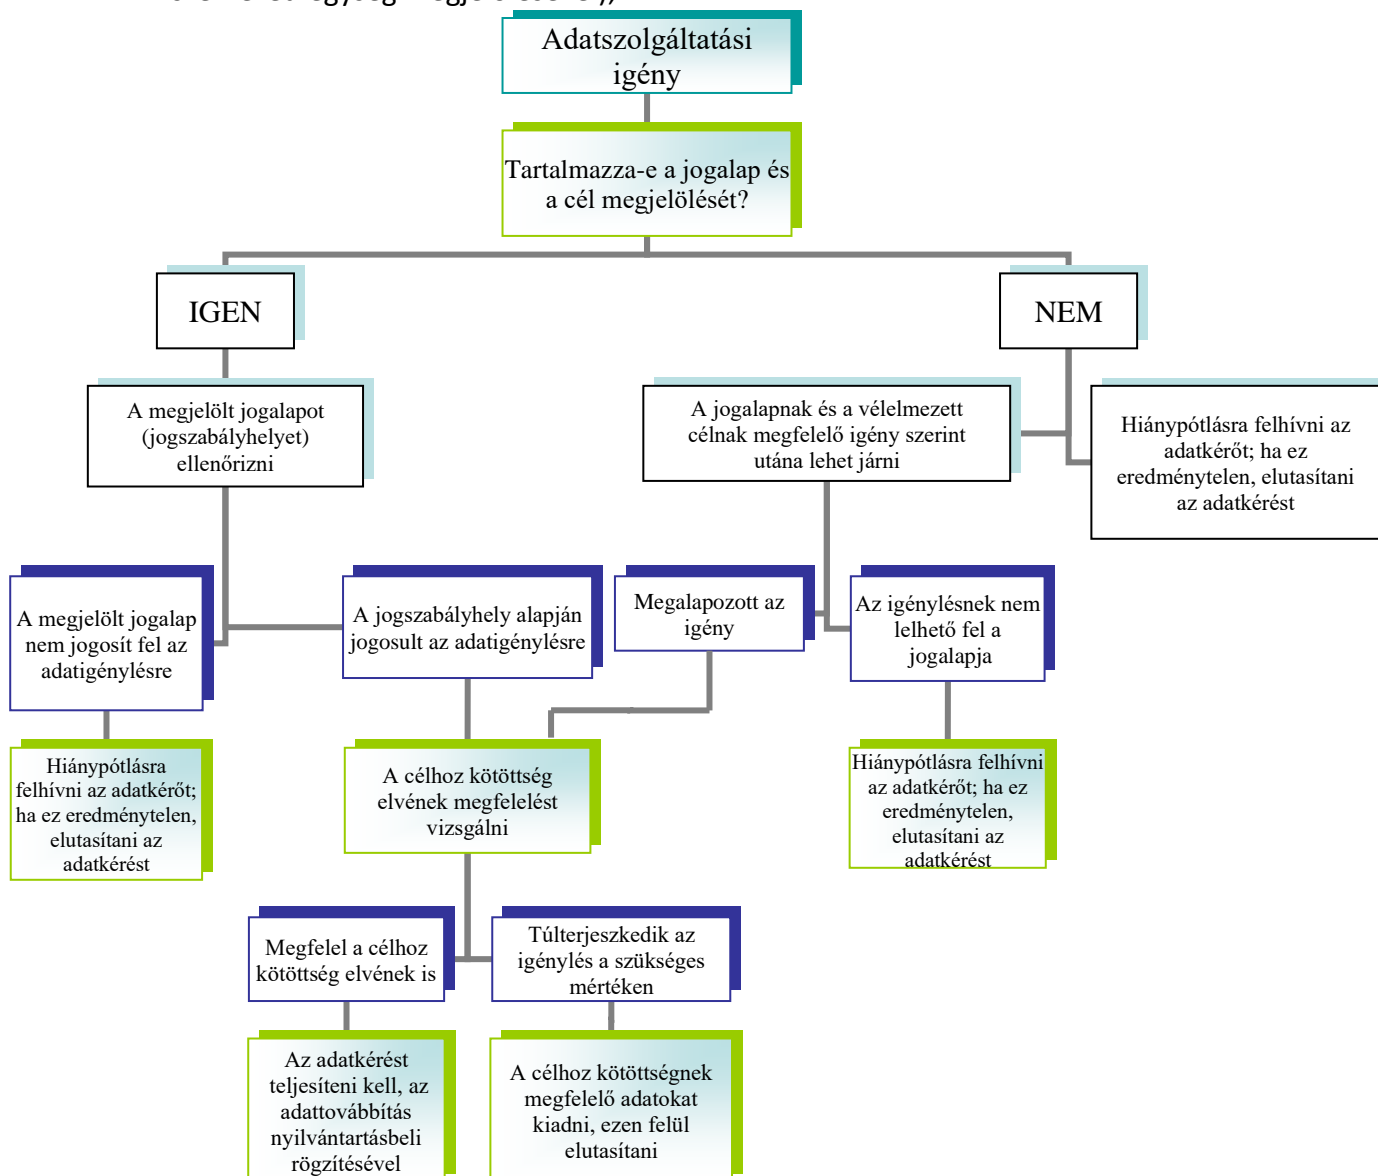 Adatszolgáltatási
igény
Tartalmazza-e a jogalap és
a cél megjelölését?
IGEN
NEM
A megjelölt jogalapot
(jogszabályhelyet)
ellenőrizni
A jogalapnak és a vélelmezett
célnak megfelelő igény szerint
utána lehet járni
Hiánypótlásra felhívni az
adatkérőt; ha ez
eredménytelen, elutasítani
az adatkérést
A megjelölt jogalap
nem jogosít fel az
adatigénylésre
A jogszabályhely alapján
jogosult az adatigénylésre
Megalapozott az
igény
Az igénylésnek nem
lelhető fel a
jogalapja
Hiánypótlásra
felhívni az adatkérőt;
ha ez eredménytelen,
elutasítani az
adatkérést
A célhoz kötöttség
elvének megfelelést
vizsgálni
Hiánypótlásra felhívni
az adatkérőt; ha ez
eredménytelen,
elutasítani az
adatkérést
Megfelel a célhoz
kötöttség elvének is
Túlterjeszkedik az
igénylés a szükséges
mértéken
Az adatkérést
teljesíteni kell, az
adattovábbítás
nyilvántartásbeli
rögzítésével
A célhoz kötöttségnek
megfelelő adatokat
kiadni, ezen felül
elutasítani